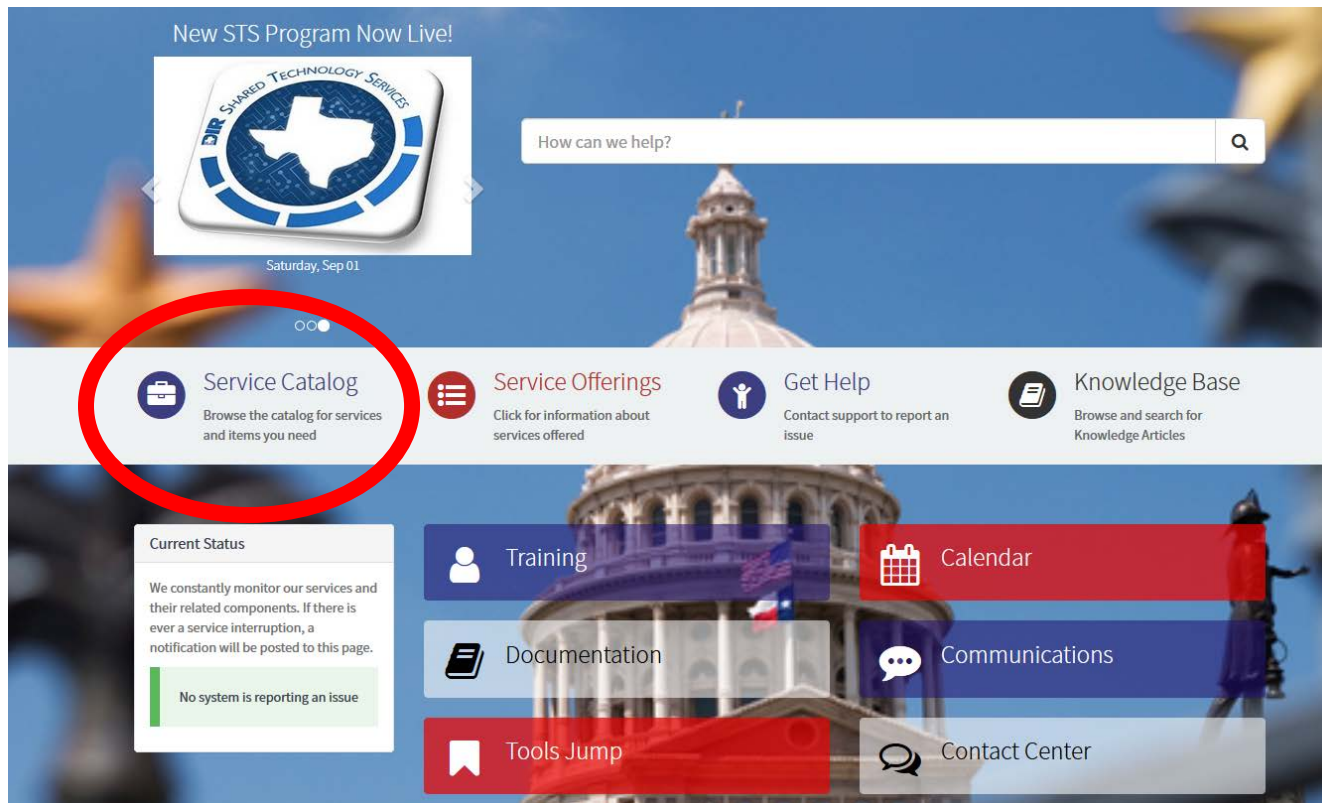 New STS Program Now Live!
DIR SHARED TECHNOLOGY SERVICES
How can we help?
Saturday, Sep 01
Service Catalog
Browse the catalog for services
and items you need
Service Offerings
Click for information about
services offered
Get Help
Contact support to report an
issue
Knowledge Base
Browse and search for
Knowledge Articles
Current Status
We constantly monitor our services and
their related components. If there is
ever a service interruption, a
notification will be posted to this page.
No system is reporting an issue
Training
Calendar
Documentation
Communications
Tools Jump
Contact Center